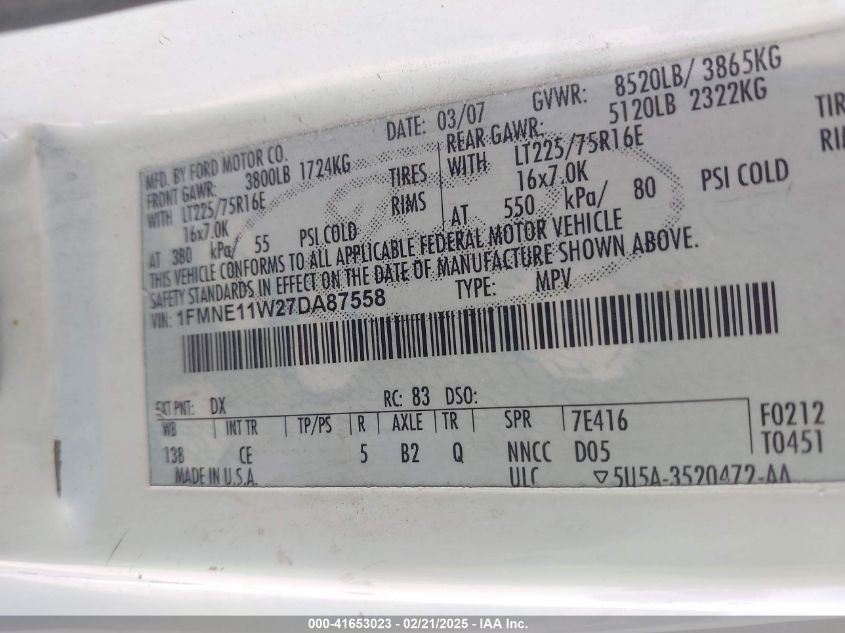 MFD. BY FORD MOTOR CO. DATE: 03/07 GVWR: 8520LB/ 3865KG
FRONT GAWR: 3800LB 1724KG REAR GAWR: 5120LB 2322KG
WITH LT225/75R16E TIRES WITH LT225/75R16E TIR
16x7.0K RIMS 16x7.0K RI
AT 380 kPa/ 55 PSI COLD AT 550 kPa/ 80 PSI COLD
THIS VEHICLE CONFORMS TO ALL APPLICABLE FEDERAL MOTOR VEHICLE
SAFETY STANDARDS IN EFFECT ON THE DATE OF MANUFACTURE SHOWN ABOVE.
VIN: 1FMNE11W27DA87558 TYPE: MPV
EXT PNT: DX RC: 83 DSO:
WB INT TR TP/PS R AXLE TR SPR 7E416 F0212
138 CE 5 B2 Q NNCC D05 T0451
MADE IN U.S.A. ULC 5U5A-3520472-AA
000-41653023 - 02/21/2025 - IAA Inc.